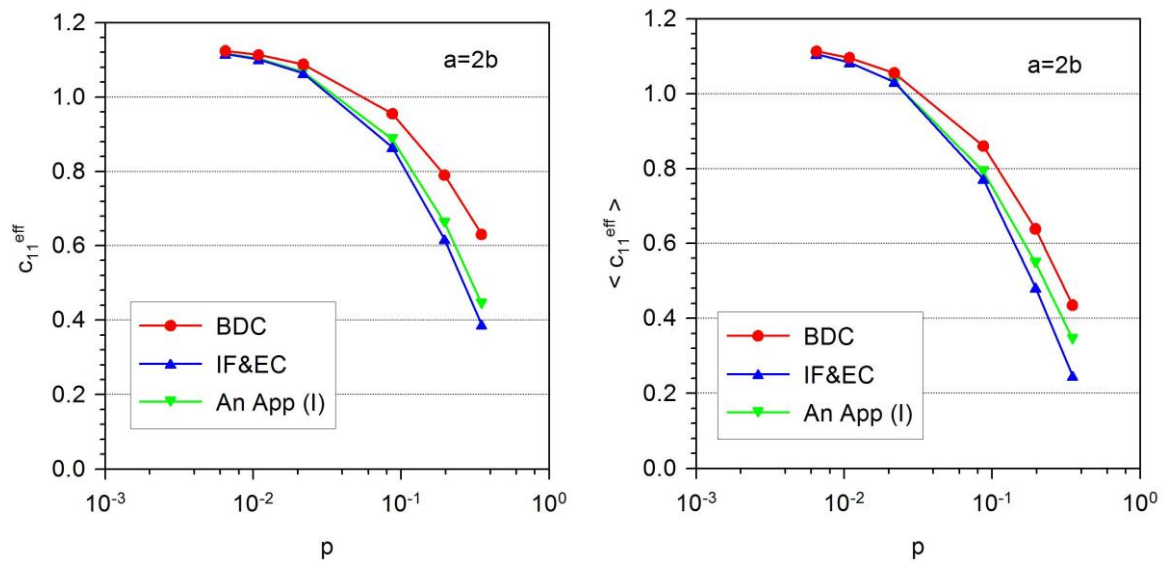 1.2
1.0
0.8
0.6
0.4
0.2
0.0
c₁₁ᵉᶠᶠ
a=2b
BDC
IF&EC
An App (I)
10⁻³
10⁻²
10⁻¹
10⁰
p
1.2
1.0
0.8
0.6
0.4
0.2
0.0
< c₁₁ᵉᶠᶠ >
a=2b
BDC
IF&EC
An App (I)
10⁻³
10⁻²
10⁻¹
10⁰
p